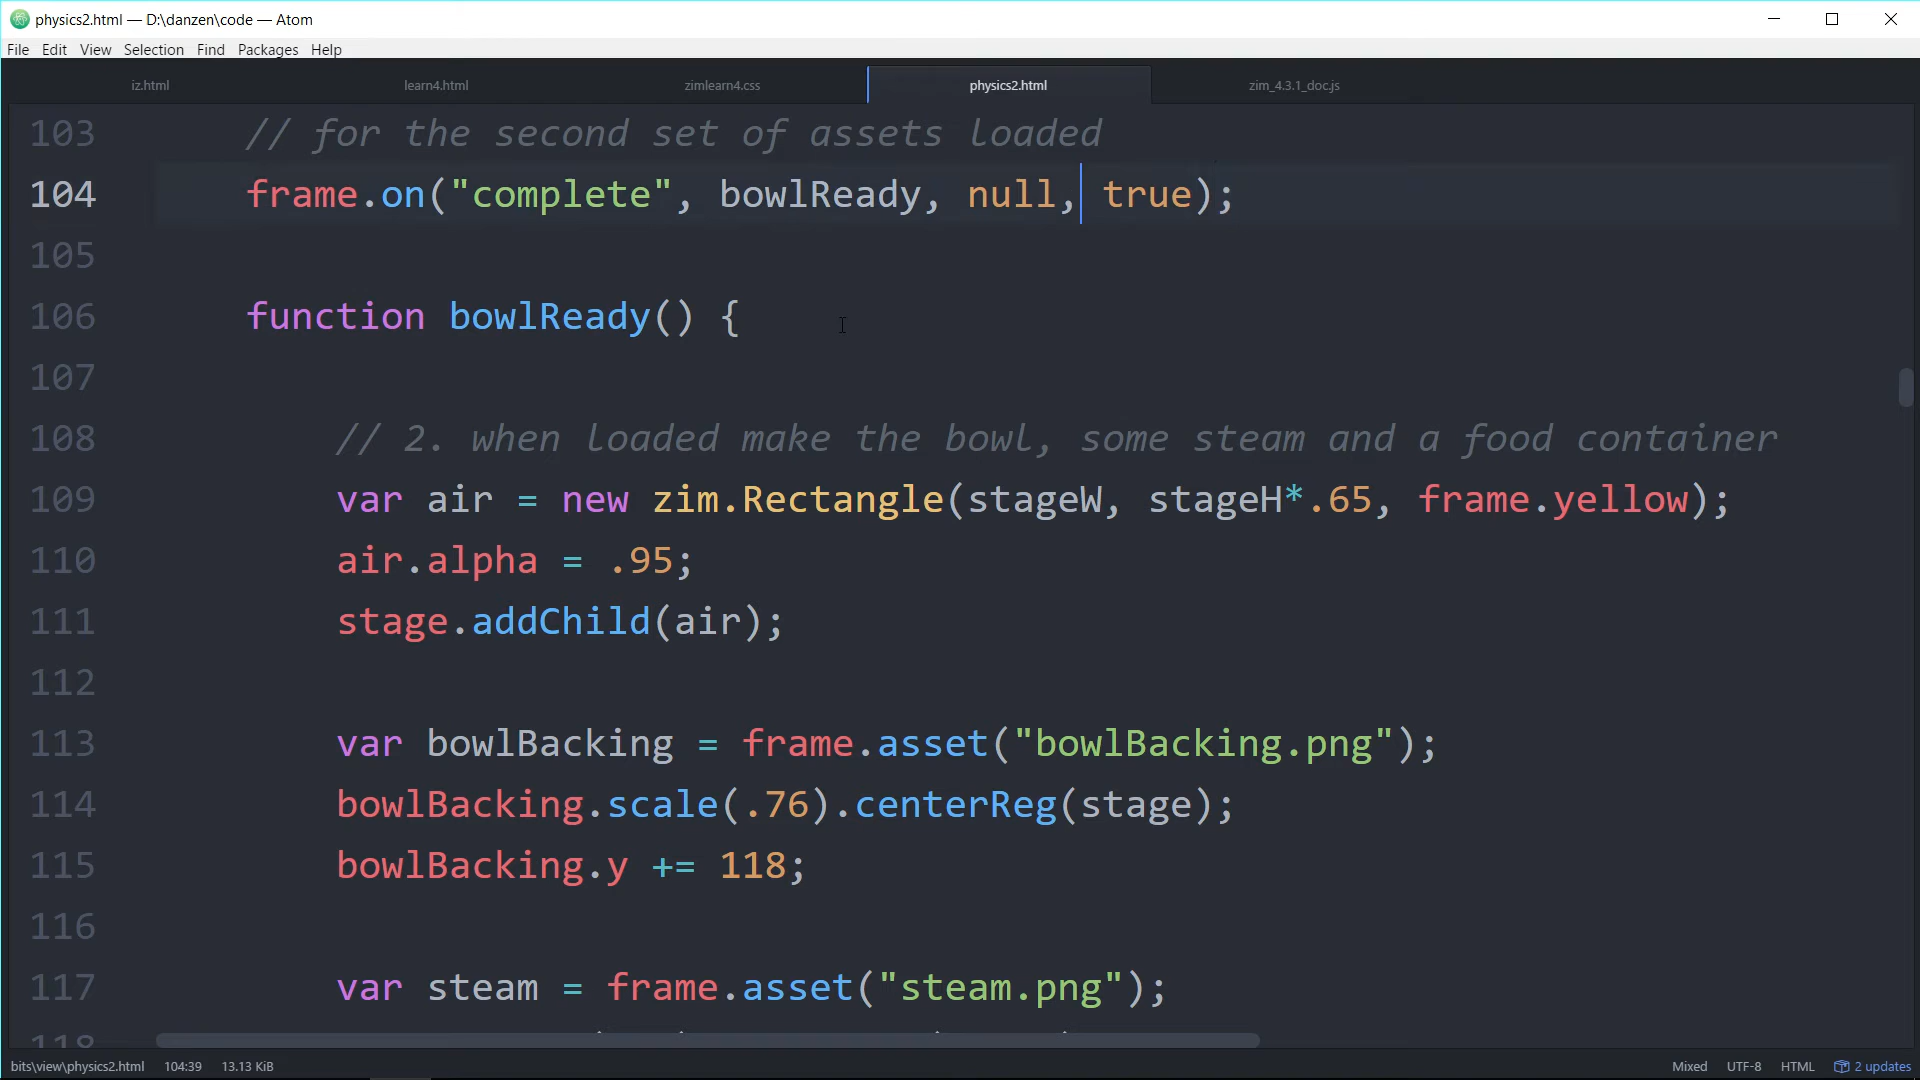 physics2.html — D:\danzen\code — Atom
File Edit View Selection Find Packages Help
iz.html learn4.html zimlearn4.css physics2.html zim_4.3.1_doc.js
103 // for the second set of assets loaded
104 frame.on("complete", bowlReady, null, true);
105
106 function bowlReady() {
107
108 // 2. when loaded make the bowl, some steam and a food container
109 var air = new zim.Rectangle(stageW, stageH*.65, frame.yellow);
110 air.alpha = .95;
111 stage.addChild(air);
112
113 var bowlBacking = frame.asset("bowlBacking.png");
114 bowlBacking.scale(.76).centerReg(stage);
115 bowlBacking.y += 118;
116
117 var steam = frame.asset("steam.png");
118
bits\view\physics2.html 104:39 13.13 KiB Mixed UTF-8 HTML 2 updates